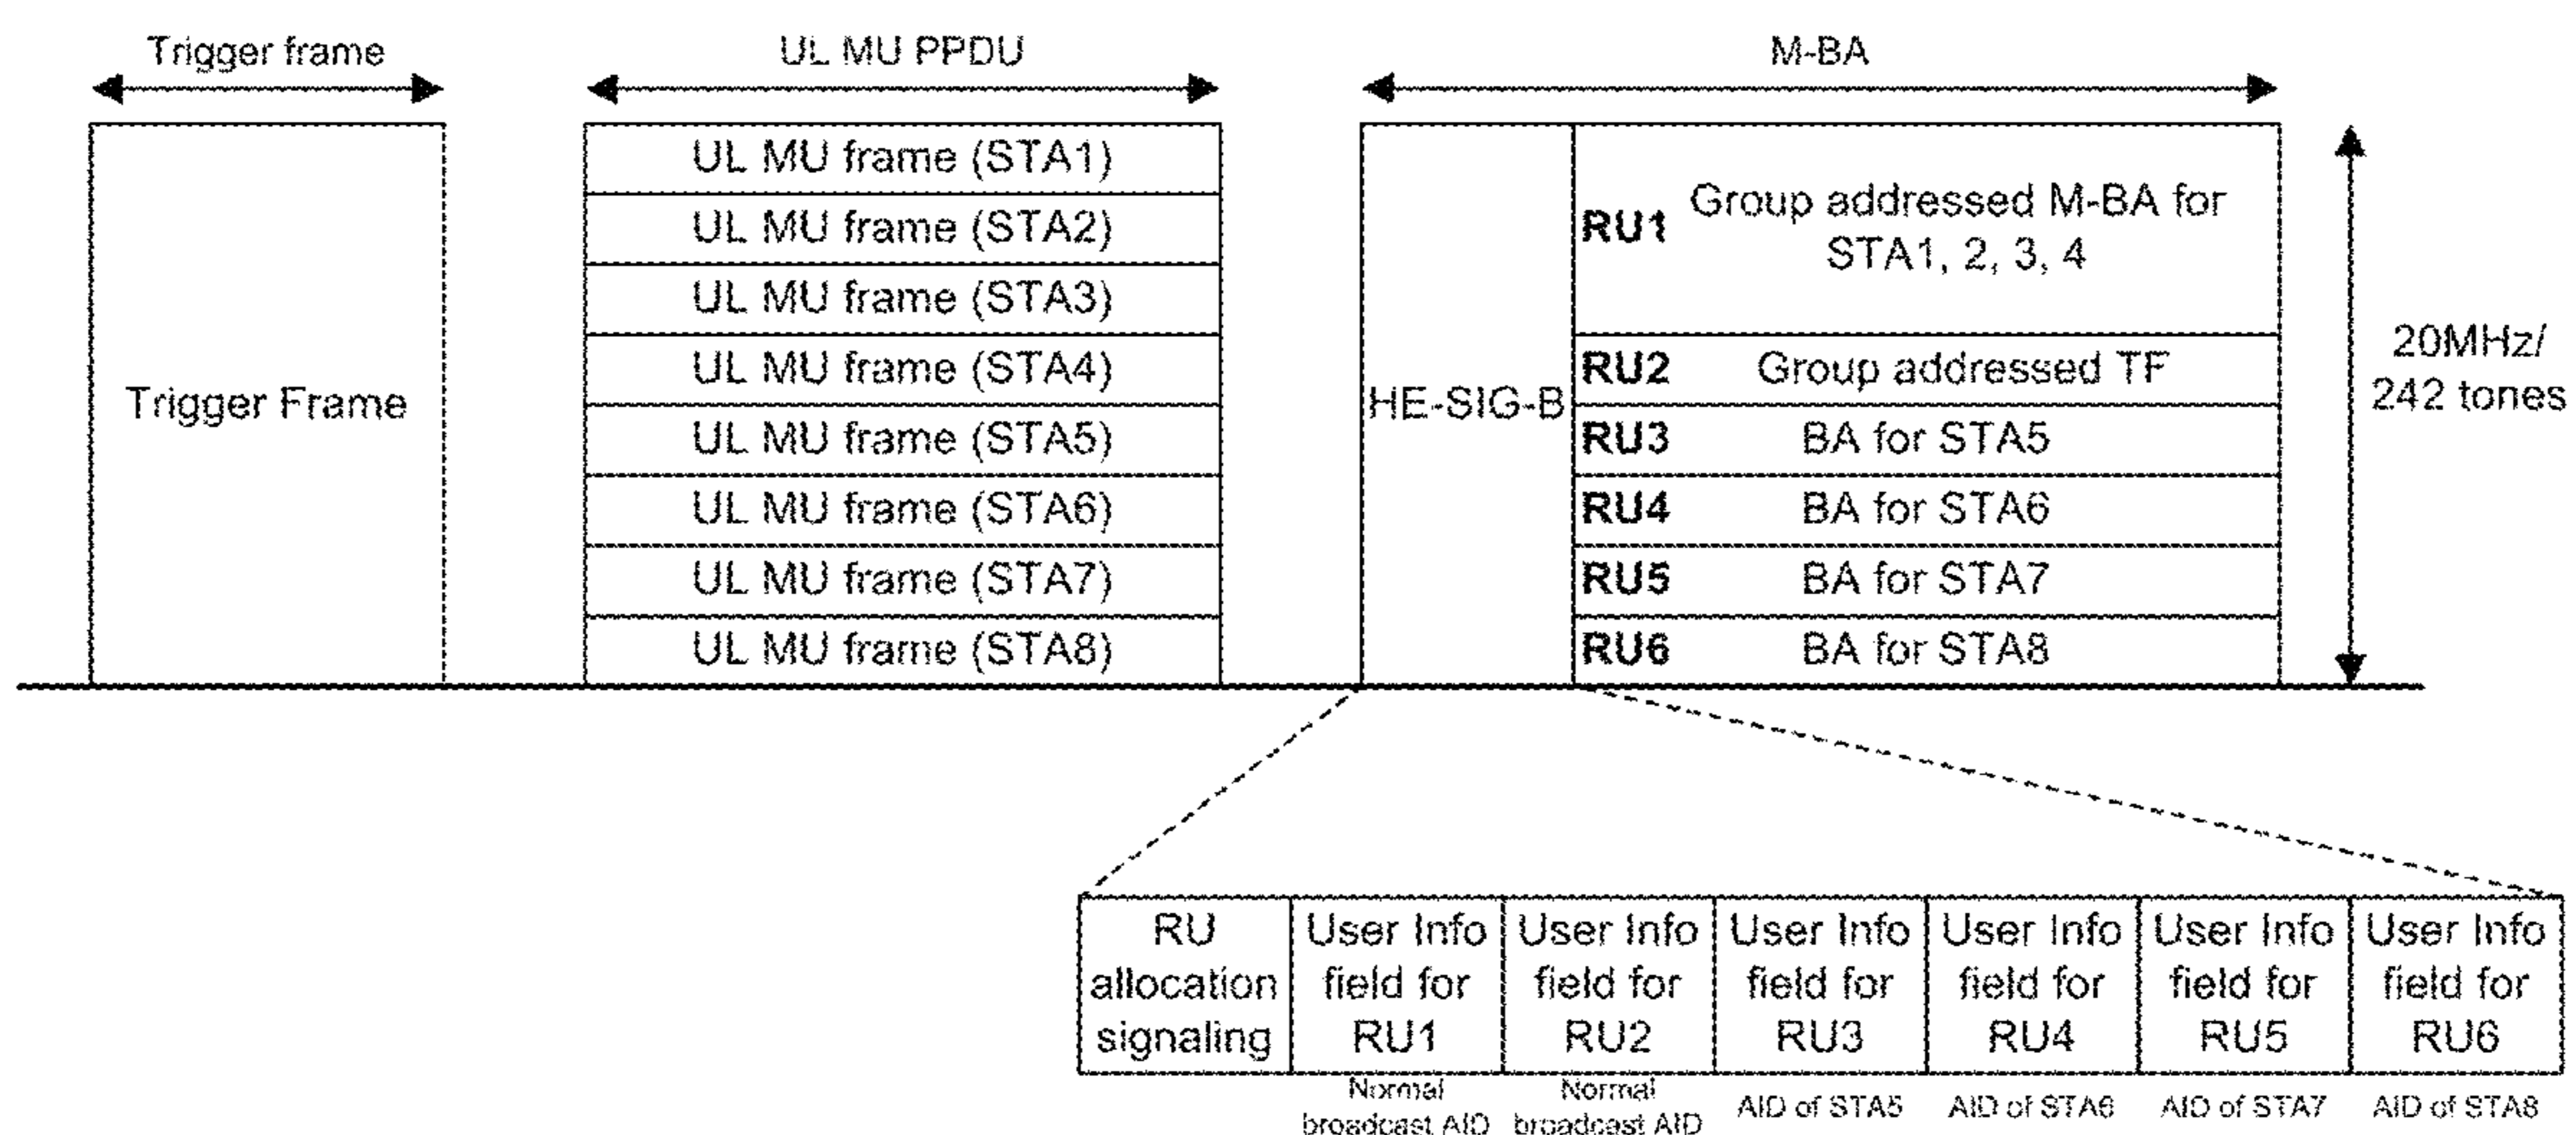 Trigger frame
UL MU PPDU
M-BA
Trigger Frame
UL MU frame (STA1)
UL MU frame (STA2)
UL MU frame (STA3)
UL MU frame (STA4)
UL MU frame (STA5)
UL MU frame (STA6)
UL MU frame (STA7)
UL MU frame (STA8)
HE-SIG-B
RU1 Group addressed M-BA for
STA1, 2, 3, 4
RU2 Group addressed TF
RU3 BA for STA5
RU4 BA for STA6
RU5 BA for STA7
RU6 BA for STA8
20MHz/
242 tones
RU
allocation
signaling
User Info
field for
RU1
User Info
field for
RU2
User Info
field for
RU3
User Info
field for
RU4
User Info
field for
RU5
User Info
field for
RU6
Normal
broadcast AID
Normal
broadcast AID
AID of STA5
AID of STA6
AID of STA7
AID of STA8